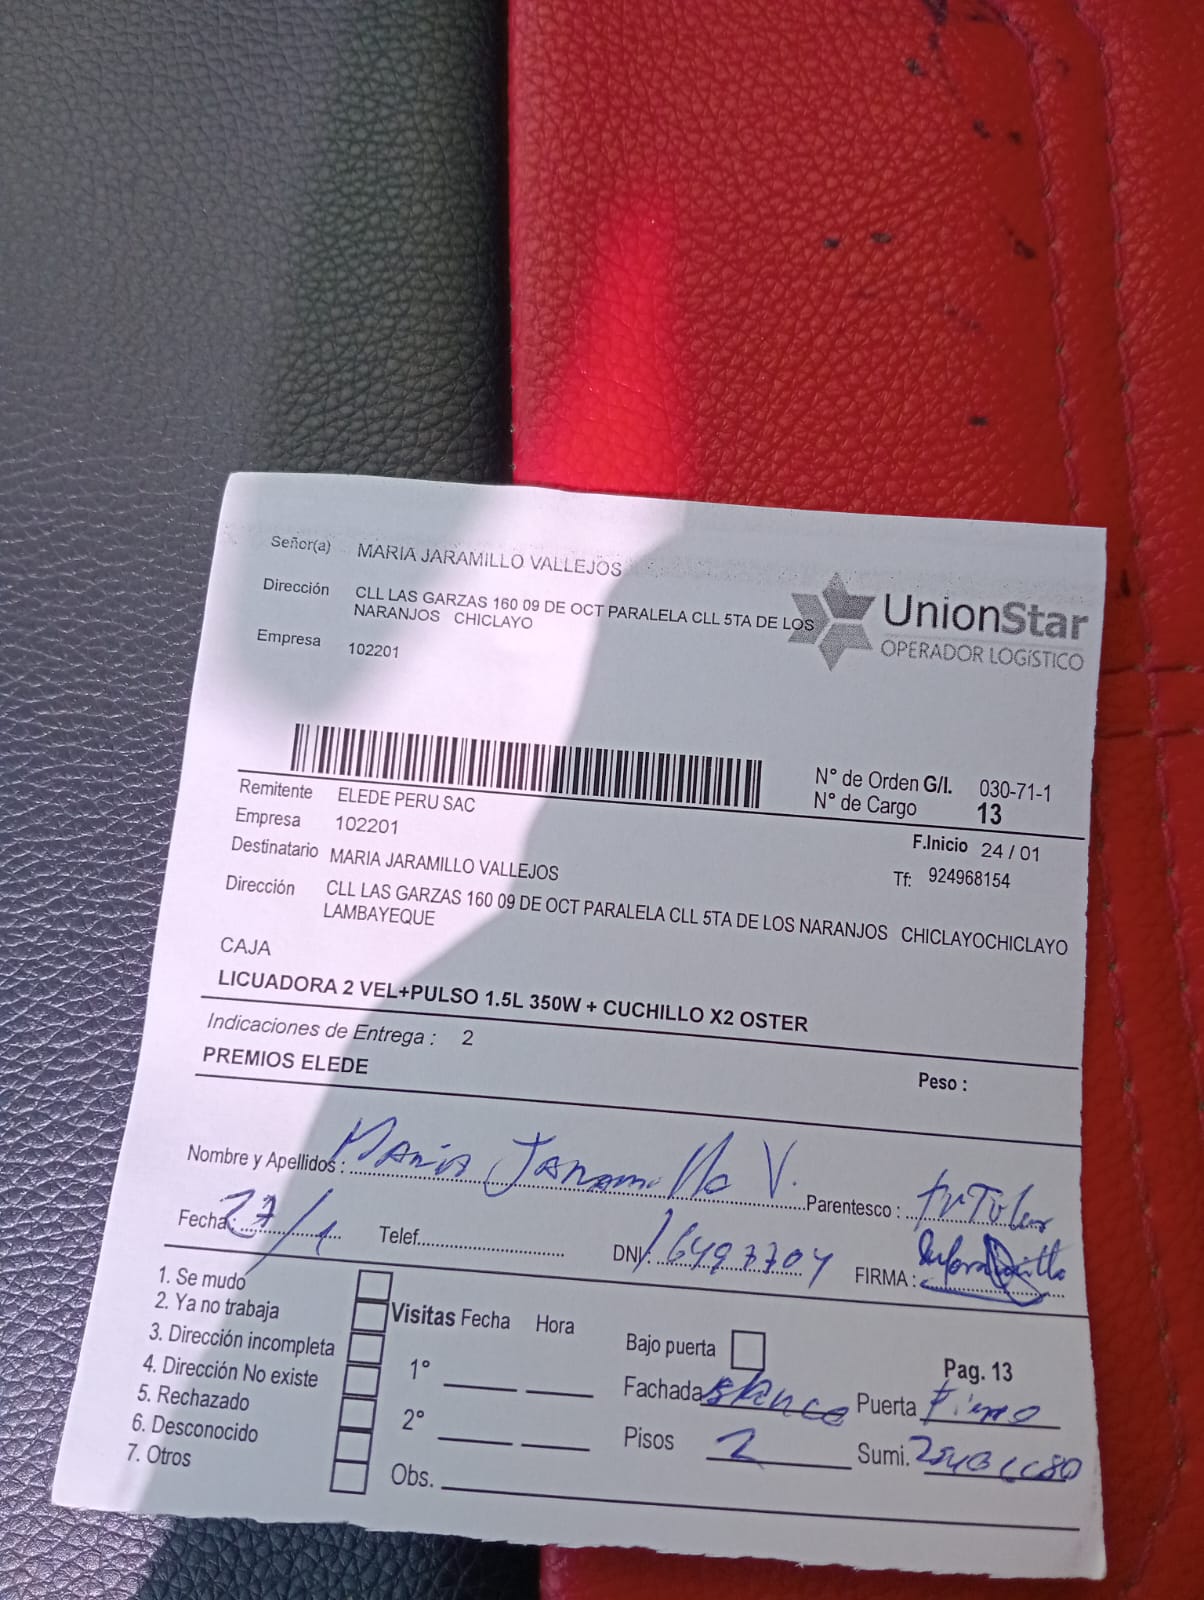 Señor(a) MARIA JARAMILLO VALLEJOS
Dirección CLL LAS GARZAS 160 09 DE OCT PARALELA CLL 5TA DE LOS
NARANJOS CHICLAYO
Empresa 102201
UnionStar
OPERADOR LOGÍSTICO
N° de Orden G/I. 030-71-1
N° de Cargo 13
Remitente ELEDE PERU SAC
Empresa 102201
F.Inicio 24 / 01
Destinatario MARIA JARAMILLO VALLEJOS
Tf: 924968154
Dirección CLL LAS GARZAS 160 09 DE OCT PARALELA CLL 5TA DE LOS NARANJOS CHICLAYOCHICLAYO
LAMBAYEQUE
CAJA
LICUADORA 2 VEL+PULSO 1.5L 350W + CUCHILLO X2 OSTER
Indicaciones de Entrega : 2
PREMIOS ELEDE
Peso :
Nombre y Apellidos : Maria Jaramillo V. Parentesco :
Fecha: 27/1 Telef. DNI: 16497704 FIRMA :
1. Se mudo
2. Ya no trabaja
3. Dirección incompleta
4. Dirección No existe
5. Rechazado
6. Desconocido
7. Otros
Visitas Fecha Hora
1°
2°
Obs.
Bajo puerta
Pag. 13
Fachada Blanco Puerta Fierro
Pisos 2 Sumi.